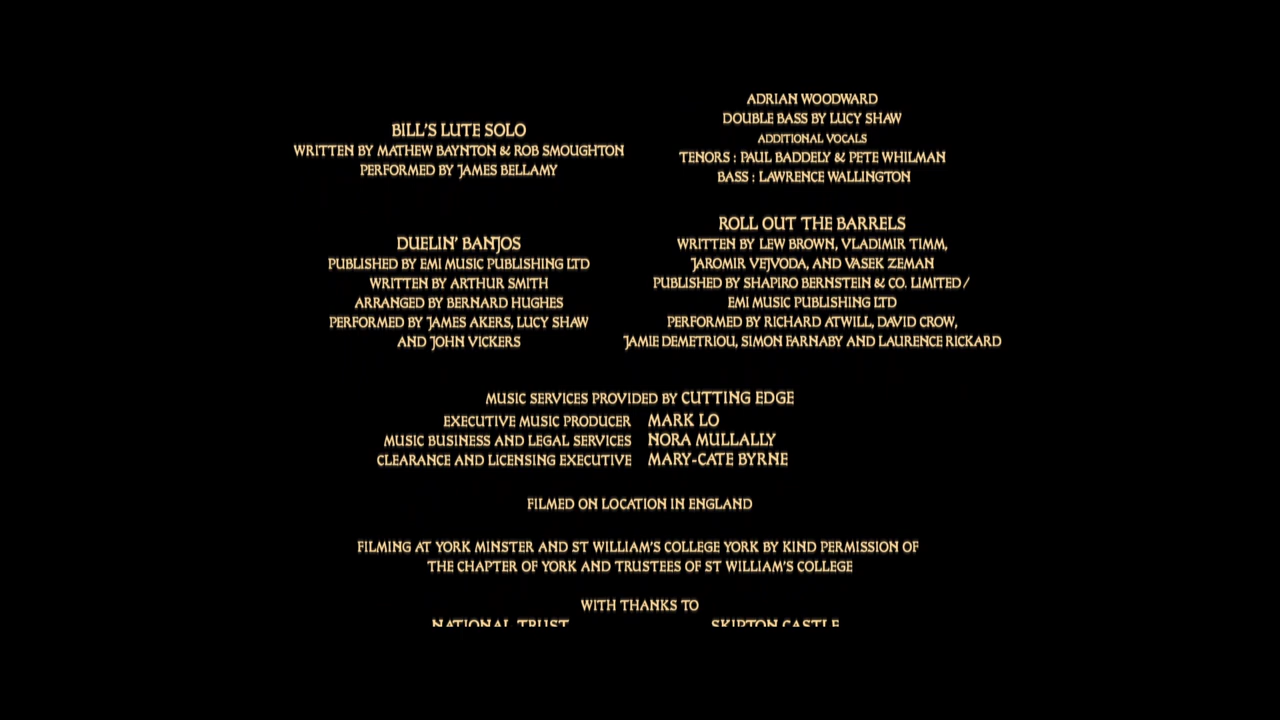 BILL'S LUTE SOLO
WRITTEN BY MATHEW BAYNTON & ROB SMOUGHTON
PERFORMED BY JAMES BELLAMY
DUELIN' BANJOS
PUBLISHED BY EMI MUSIC PUBLISHING LTD
WRITTEN BY ARTHUR SMITH
ARRANGED BY BERNARD HUGHES
PERFORMED BY JAMES AKERS, LUCY SHAW
AND JOHN VICKERS
ADRIAN WOODWARD
DOUBLE BASS BY LUCY SHAW
ADDITIONAL VOCALS
TENORS : PAUL BADDELY & PETE WHILMAN
BASS : LAWRENCE WALLINGTON
ROLL OUT THE BARRELS
WRITTEN BY LEW BROWN, VLADIMIR TIMM,
JAROMIR VEJVODA, AND VASEK ZEMAN
PUBLISHED BY SHAPIRO BERNSTEIN & CO. LIMITED /
EMI MUSIC PUBLISHING LTD
PERFORMED BY RICHARD ATWILL, DAVID CROW,
JAMIE DEMETRIOU, SIMON FARNABY AND LAURENCE RICKARD
MUSIC SERVICES PROVIDED BY CUTTING EDGE
EXECUTIVE MUSIC PRODUCER MARK LO
MUSIC BUSINESS AND LEGAL SERVICES NORA MULLALLY
CLEARANCE AND LICENSING EXECUTIVE MARY-CATE BYRNE
FILMED ON LOCATION IN ENGLAND
FILMING AT YORK MINSTER AND ST WILLIAM'S COLLEGE YORK BY KIND PERMISSION OF
THE CHAPTER OF YORK AND TRUSTEES OF ST WILLIAM'S COLLEGE
WITH THANKS TO
NATIONAL TRUST SKIPTON CASTLE